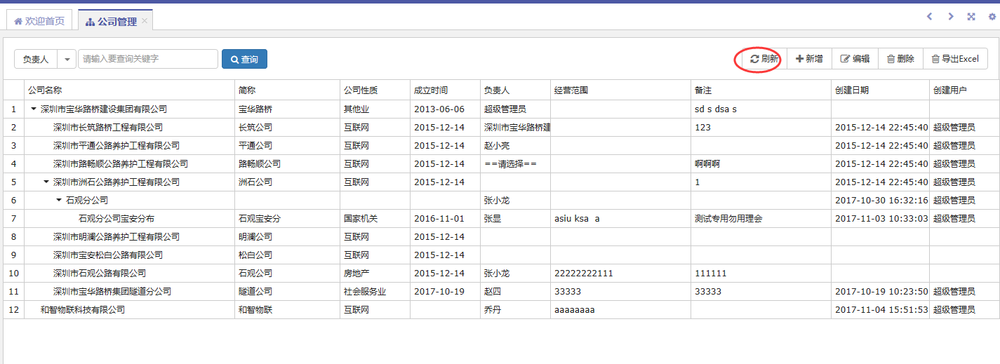 欢迎首页 公司管理
负责人 请输入要查询关键字 查询 刷新 新增 编辑 删除 导出Excel
公司名称 简称 公司性质 成立时间 负责人 经营范围 备注 创建日期 创建用户
1 深圳市宝华路桥建设集团有限公司 宝华路桥 其他业 2013-06-06 超级管理员 sd s dsa s
2 深圳市长筑路桥工程有限公司 长筑公司 互联网 2015-12-14 深圳市宝华路桥建 123 2015-12-14 22:45:40 超级管理员
3 深圳市平通公路养护工程有限公司 平通公司 互联网 2015-12-14 赵小亮 2015-12-14 22:45:40 超级管理员
4 深圳市路畅顺公路养护工程有限公司 路畅顺公司 互联网 2015-12-14 ==请选择== 啊啊啊 2015-12-14 22:45:40 超级管理员
5 深圳市洲石公路养护工程有限公司 洲石公司 互联网 2015-12-14 1 2015-12-14 22:45:40 超级管理员
6 石观分公司 张小龙 2017-10-30 16:32:16 超级管理员
7 石观分公司宝安分布 石观宝安分 国家机关 2016-11-01 张显 asiu ksa a 测试专用勿用理会 2017-11-03 10:33:03 超级管理员
8 深圳市明澜公路养护工程有限公司 明澜公司 互联网 2015-12-14
9 深圳市宝安松白公路有限公司 松白公司 互联网 2015-12-14
10 深圳市石观公路有限公司 石观公司 房地产 2015-12-14 张小龙 22222222111 111111
11 深圳市宝华路桥集团隧道分公司 隧道公司 社会服务业 2017-10-19 赵四 33333 33333 2017-10-19 10:23:50 超级管理员
12 和智物联科技有限公司 和智物联 互联网 乔丹 aaaaaaaa 2017-11-04 15:51:53 超级管理员